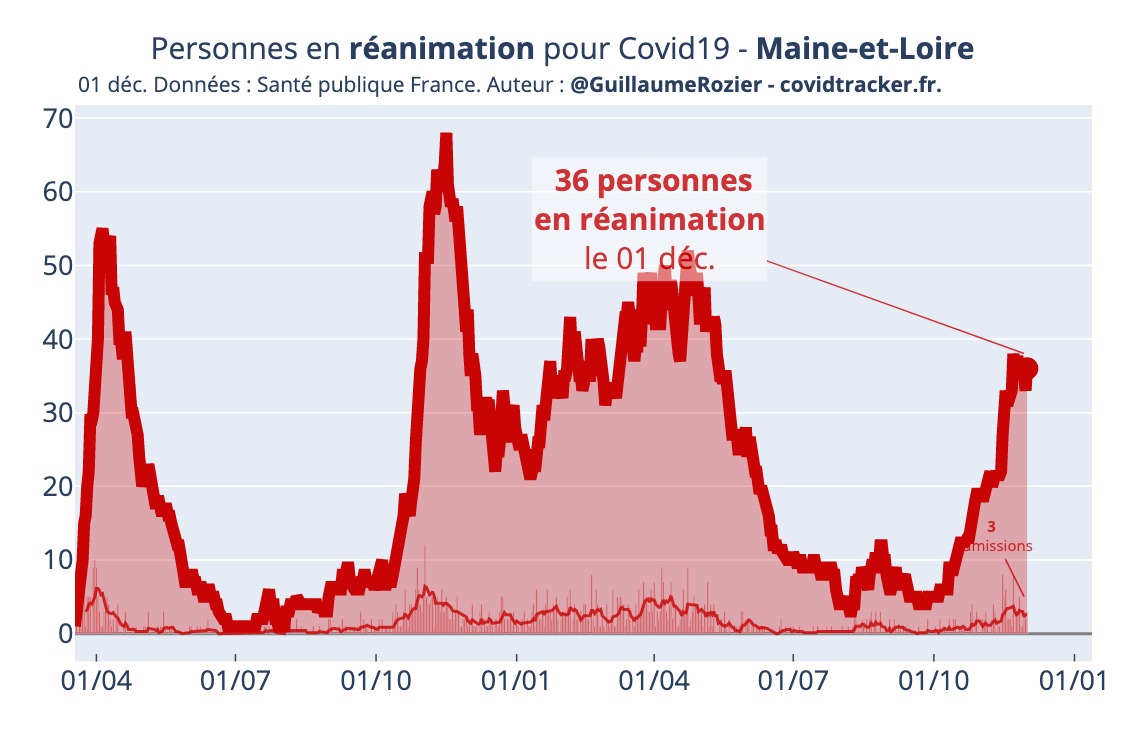 Personnes en réanimation pour Covid19 - Maine-et-Loire
01 déc. Données : Santé publique France. Auteur : @GuillaumeRozier - covidtracker.fr.
70
60
50
40
30
20
10
0
36 personnes
en réanimation
le 01 déc.
3
admissions
01/04
01/07
01/10
01/01
01/04
01/07
01/10
01/01